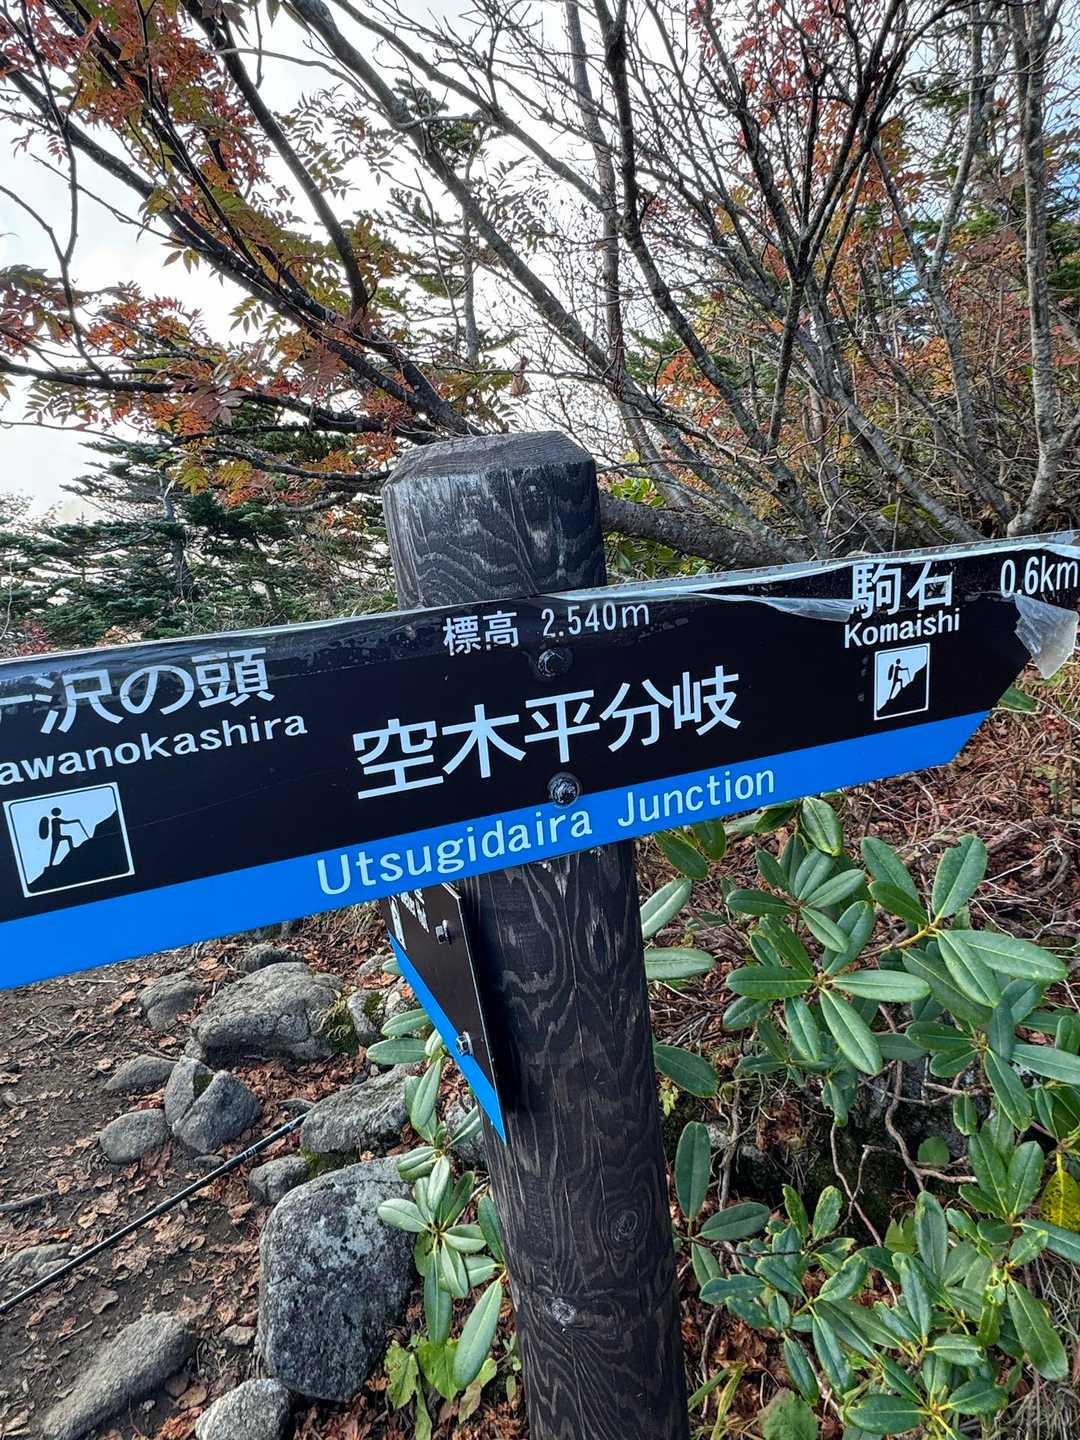 標高 2.540m
駒石 0.6km
Komaishi
沢の頭
awanokashira
空木平分岐
Utsugidaira Junction